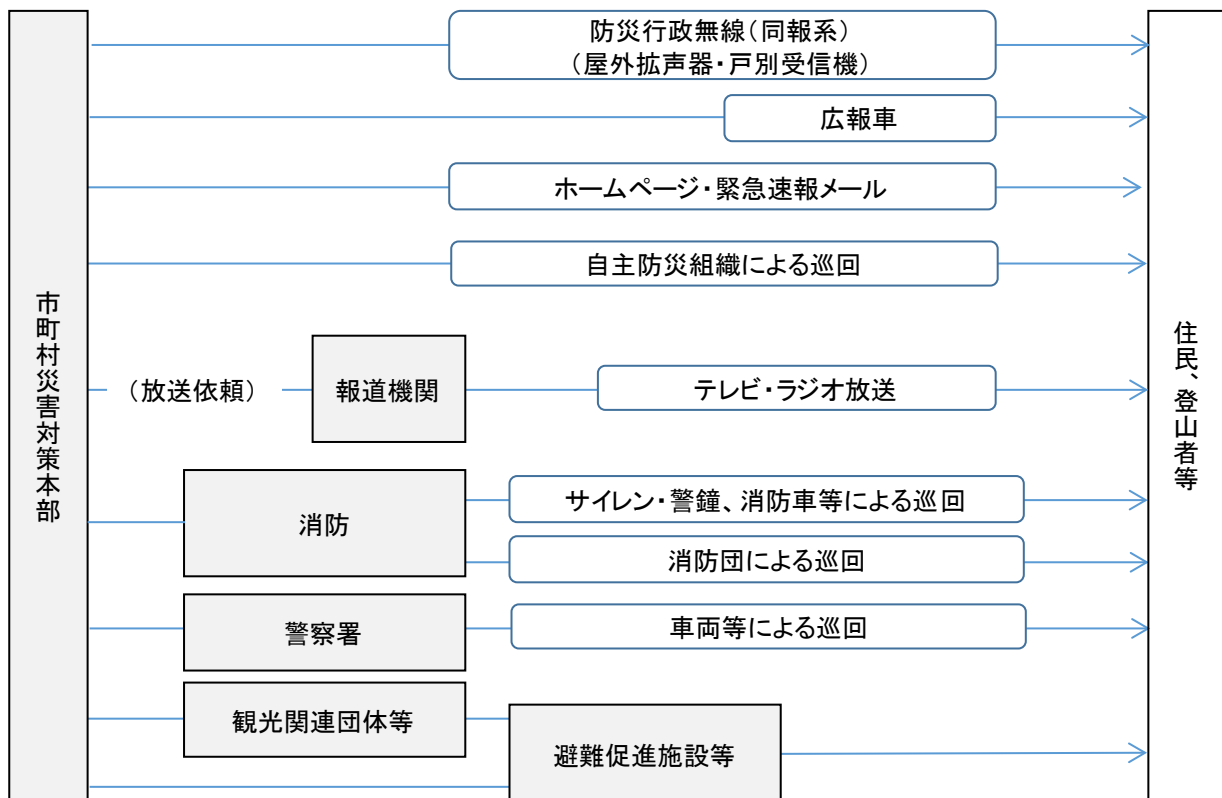 防災行政無線（同報系）
（屋外拡声器・戸別受信機）
広報車
ホームページ・緊急速報メール
自主防災組織による巡回
市町村災害対策本部
住民、登山者等
（放送依頼）
報道機関
テレビ・ラジオ放送
消防
サイレン・警鐘、消防車等による巡回
消防団による巡回
警察署
車両等による巡回
観光関連団体等
避難促進施設等